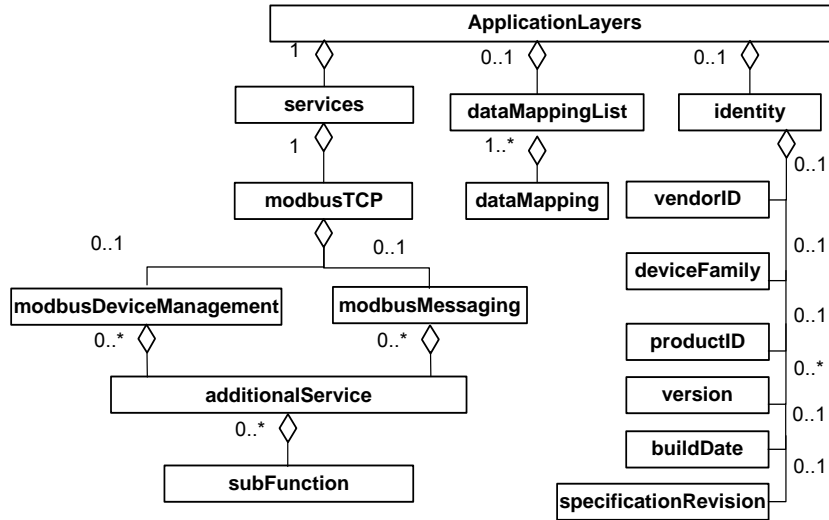 ApplicationLayers
1
0..1
0..1
services
dataMappingList
identity
1
1..*
0..1
modbusTCP
dataMapping
vendorID
0..1
0..1
0..1
deviceFamily
modbusDeviceManagement
modbusMessaging
0..1
0..*
0..*
productID
0..*
additionalService
version
0..1
0..*
buildDate
0..1
subFunction
specificationRevision